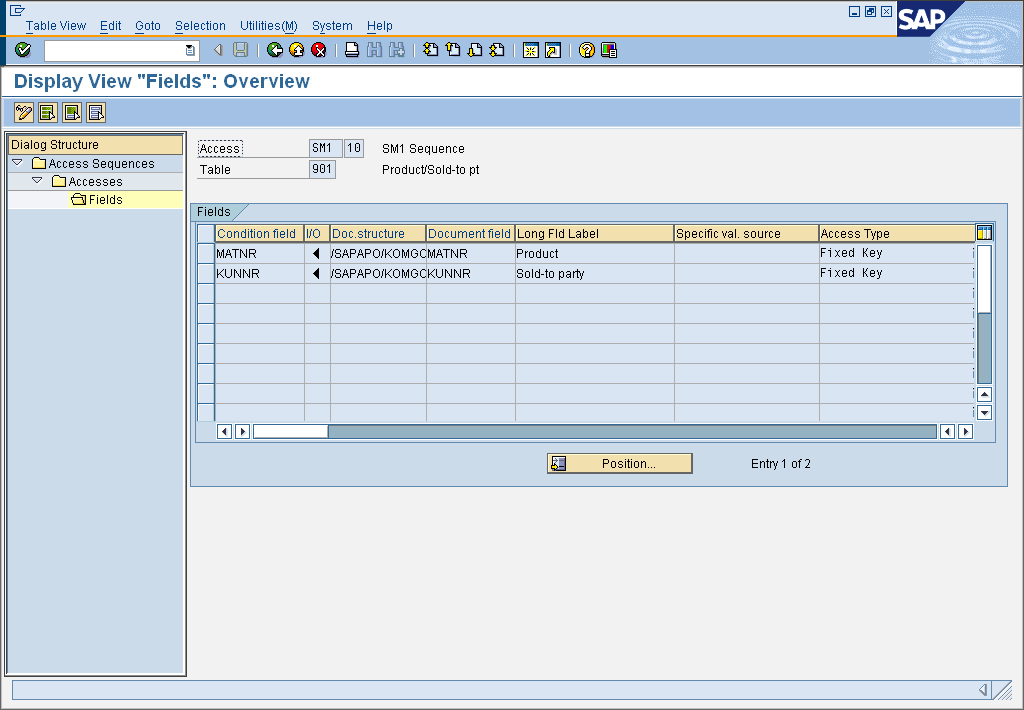 Table View Edit Goto Selection Utilities(M) System Help
SAP
Display View "Fields": Overview
Dialog Structure
Access Sequences
Accesses
Fields
Access SM1 10 SM1 Sequence
Table 901 Product/Sold-to pt
Fields
Condition field I/O Doc.structure Document field Long Fld Label Specific val. source Access Type
MATNR /SAPAPO/KOMGO MATNR Product Fixed Key
KUNNR /SAPAPO/KOMGO KUNNR Sold-to party Fixed Key
Position... Entry 1 of 2